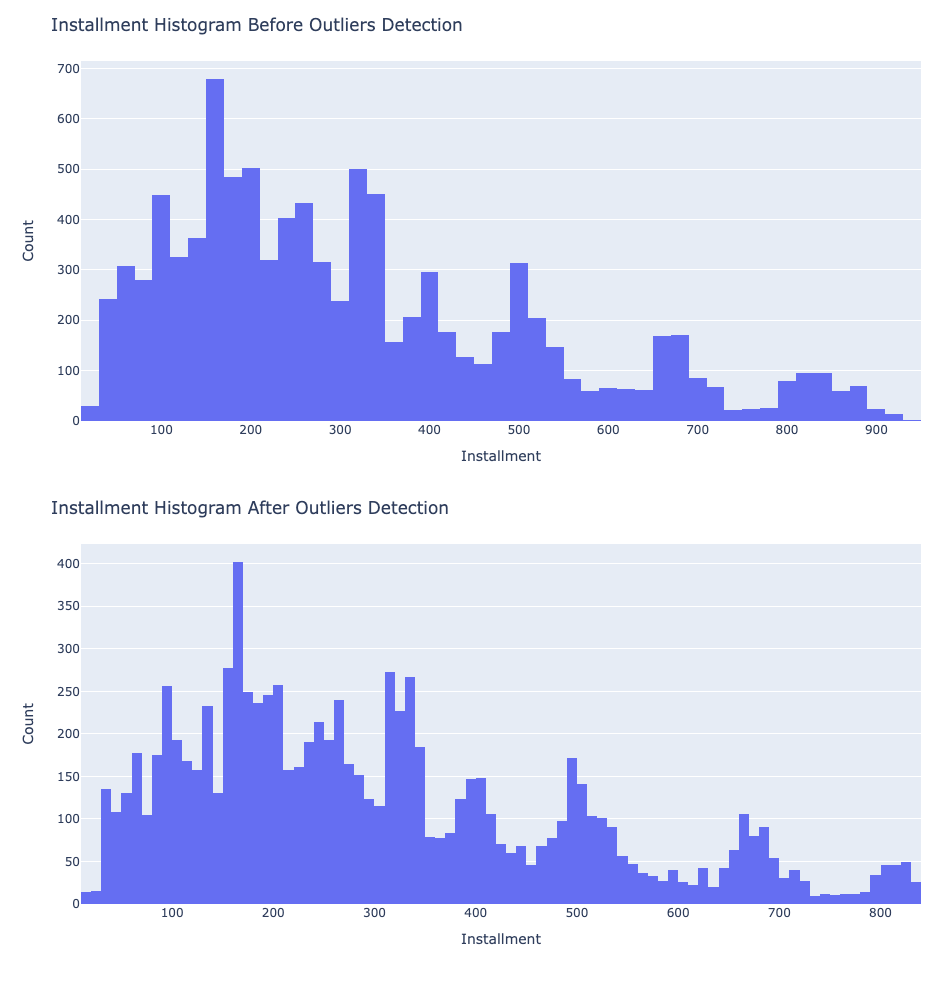 Installment Histogram Before Outliers Detection
700
600
500
400
300
200
100
0
Count
100 200 300 400 500 600 700 800 900
Installment
Installment Histogram After Outliers Detection
400
350
300
250
200
150
100
50
0
Count
100 200 300 400 500 600 700 800
Installment